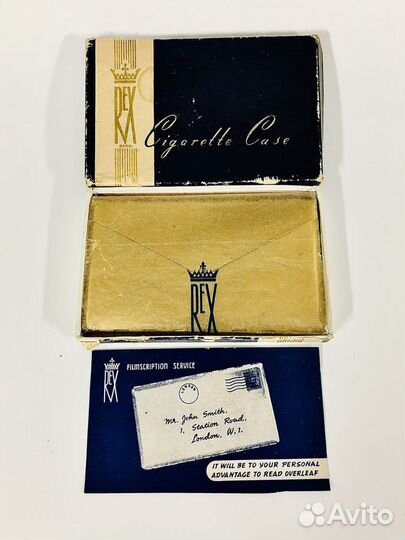 REX
Cigarette Case
REX
REX
FILMSCRIPTION SERVICE
LONDON
Mr. John Smith,
1, Station Road,
London, W.1.
IT WILL BE TO YOUR PERSONAL
ADVANTAGE TO READ OVERLEAF
Avito